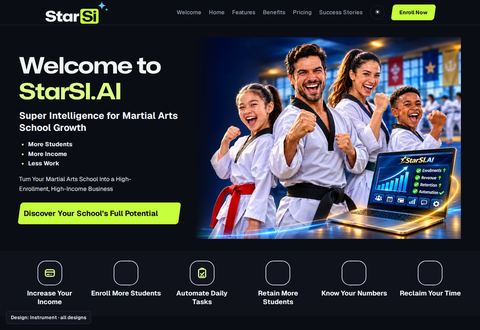 StarSi
Welcome
Home
Features
Benefits
Pricing
Success Stories
Enroll Now
Welcome to
StarSI.AI
Super Intelligence for Martial Arts
School Growth
More Students
More Income
Less Work
Turn Your Martial Arts School Into a High-
Enrollment, High-Income Business
Discover Your School's Full Potential
StarSI.AI
Enrollments
Revenue
Retention
Automation
Increase Your
Income
Enroll More Students
Automate Daily
Tasks
Retain More
Students
Know Your Numbers
Reclaim Your Time
Design: Instrument · all designs